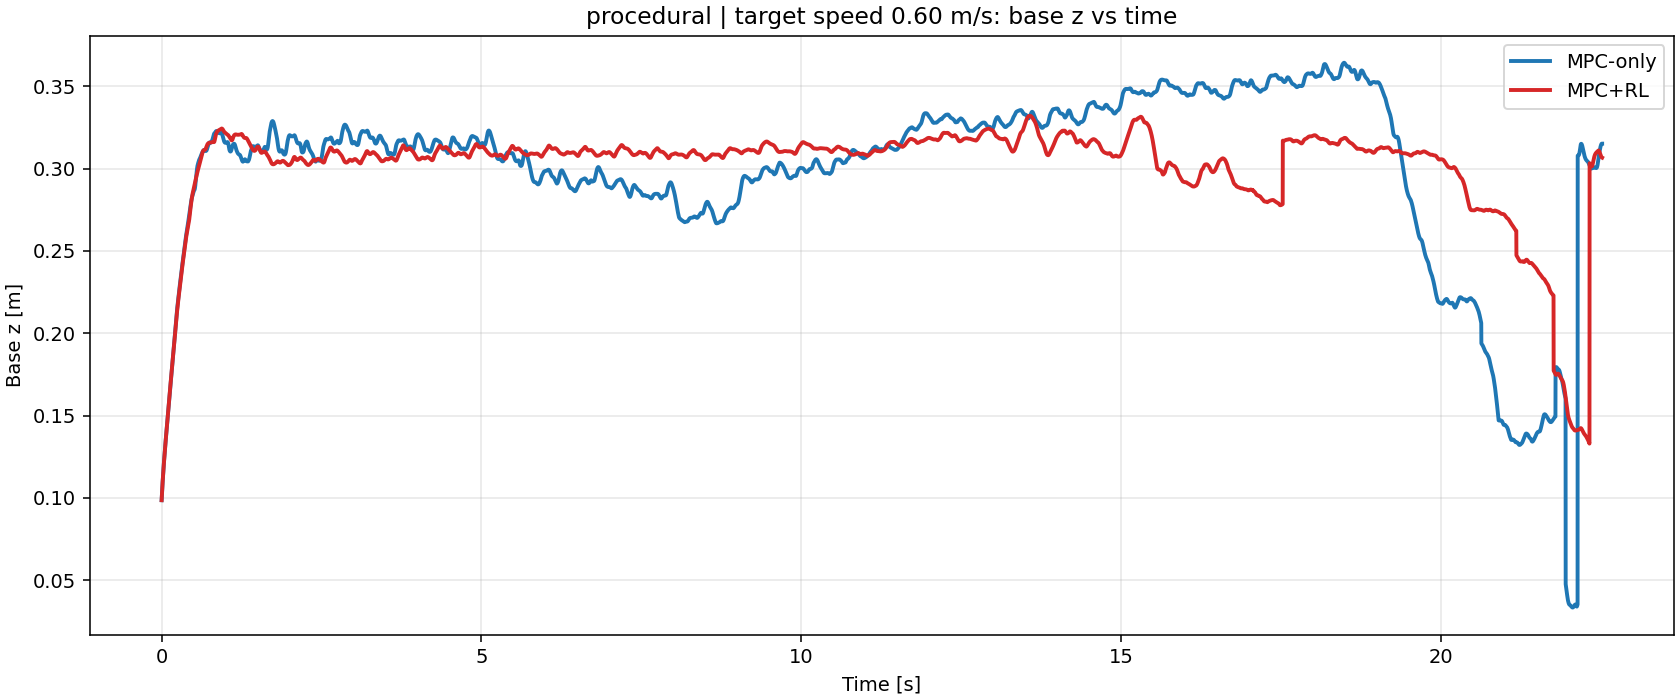 procedural | target speed 0.60 m/s: base z vs time
MPC-only
MPC+RL
Base z [m]
0.35
0.30
0.25
0.20
0.15
0.10
0.05
0
5
10
15
20
Time [s]